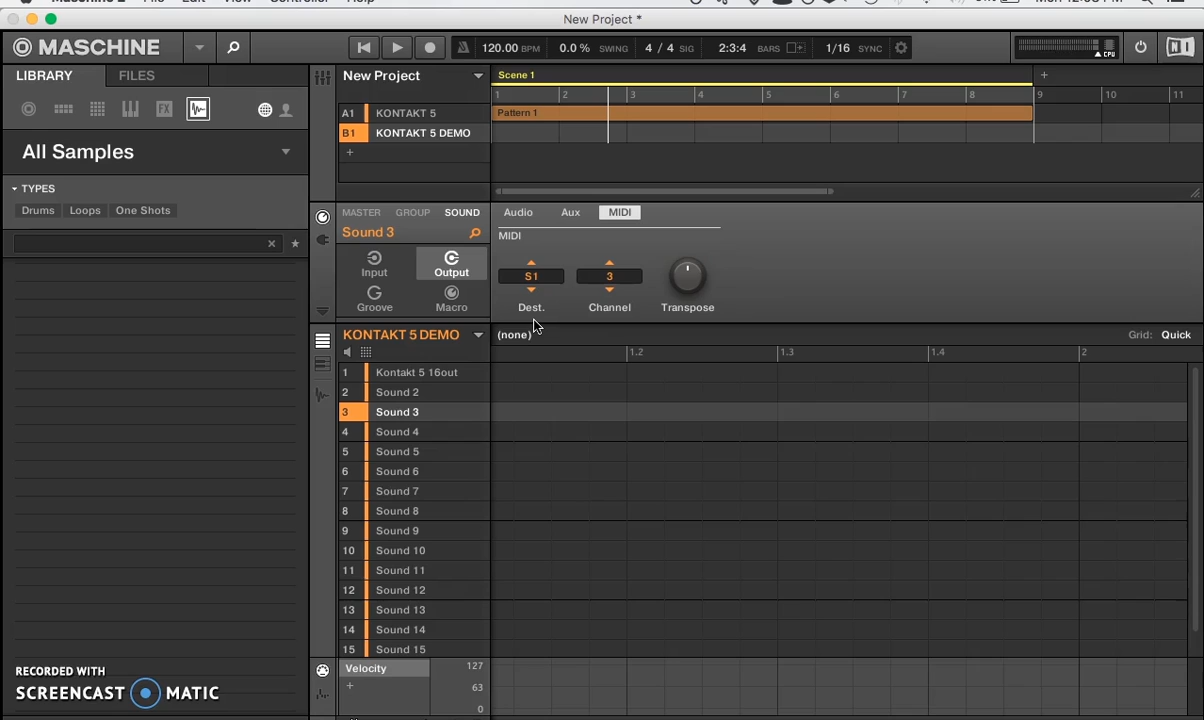 Maschine 2 File Edit View Controller Help
New Project *
MASCHINE
120.00 BPM 0.0 % SWING 4 / 4 SIG 2:3:4 BARS 1/16 SYNC
CPU
LIBRARY FILES
New Project
Scene 1
1 2 3 4 5 6 7 8 9 10 11
A1 KONTAKT 5
Pattern 1
B1 KONTAKT 5 DEMO
+
All Samples
TYPES
Drums Loops One Shots
MASTER GROUP SOUND
Audio Aux MIDI
Sound 3
MIDI
Input Output
S1 3
Groove Macro
Dest. Channel Transpose
KONTAKT 5 DEMO
(none)
Grid: Quick
1.2 1.3 1.4 2
1 Kontakt 5 16out
2 Sound 2
3 Sound 3
4 Sound 4
5 Sound 5
6 Sound 6
7 Sound 7
8 Sound 8
9 Sound 9
10 Sound 10
11 Sound 11
12 Sound 12
13 Sound 13
14 Sound 14
15 Sound 15
Velocity 127
+ 63
0
RECORDED WITH
SCREENCAST MATIC